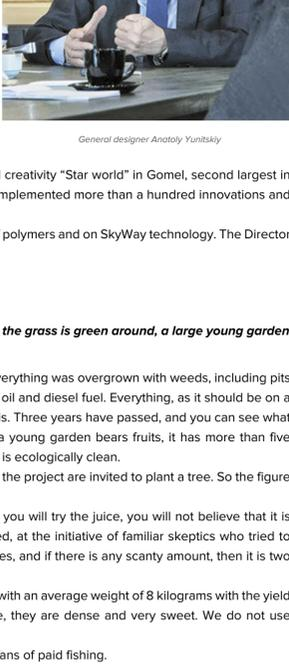 General designer Anatoly Yunitskiy
creativity “Star world” in Gomel, second largest in
mplemented more than a hundred innovations and
polymers and on SkyWay technology. The Director
the grass is green around, a large young garden
verything was overgrown with weeds, including pits
oil and diesel fuel. Everything, as it should be on a
is. Three years have passed, and you can see what
a young garden bears fruits, it has more than five
is ecologically clean.
the project are invited to plant a tree. So the figure
you will try the juice, you will not believe that it is
ed, at the initiative of familiar skeptics who tried to
es, and if there is any scanty amount, then it is two
with an average weight of 8 kilograms with the yield
e, they are dense and very sweet. We do not use
ans of paid fishing.